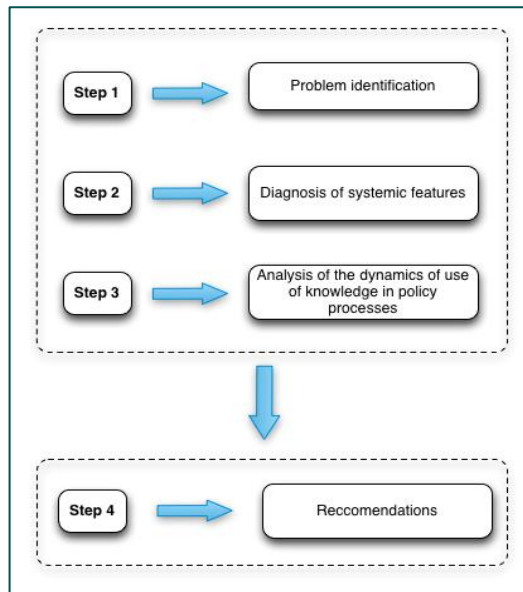 Step 1
Problem identification
Step 2
Diagnosis of systemic features
Step 3
Analysis of the dynamics of use
of knowledge in policy
processes
Step 4
Reccomendations